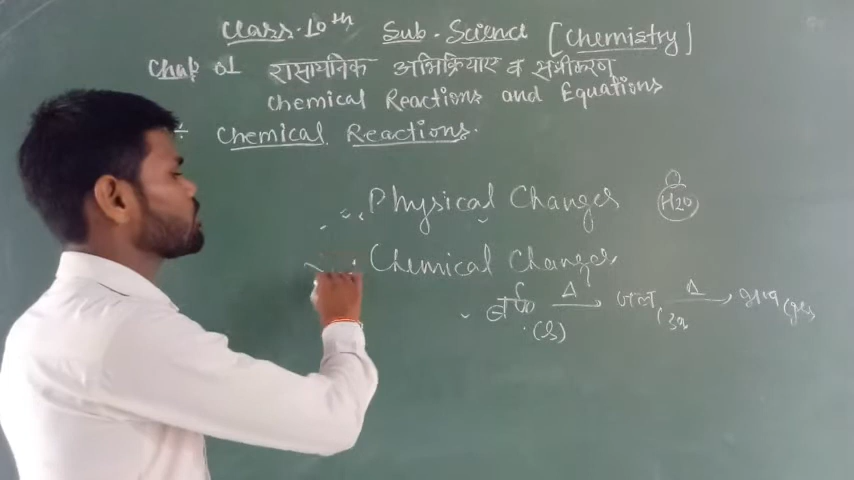 Class.10th Sub.Science [Chemistry]
Chap 01 रासायनिक अभिक्रियाए व समीकरण
Chemical Reactions and Equations
÷ Chemical Reactions.
Physical Changes H2O
Chemical Changes
बर्फ Δ→ जल Δ→ भाप (gas
(S)